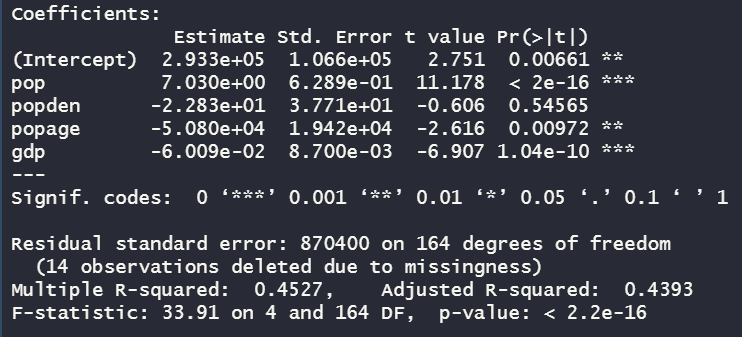 Coefficients:
Estimate Std. Error t value Pr(>|t|)
(Intercept) 2.933e+05 1.066e+05 2.751 0.00661 **
pop 7.030e+00 6.289e-01 11.178 < 2e-16 ***
popden -2.283e+01 3.771e+01 -0.606 0.54565
popage -5.080e+04 1.942e+04 -2.616 0.00972 **
gdp -6.009e-02 8.700e-03 -6.907 1.04e-10 ***
---
Signif. codes: 0 ‘***’ 0.001 ‘**’ 0.01 ‘*’ 0.05 ‘.’ 0.1 ‘ ’ 1
Residual standard error: 870400 on 164 degrees of freedom
(14 observations deleted due to missingness)
Multiple R-squared: 0.4527, Adjusted R-squared: 0.4393
F-statistic: 33.91 on 4 and 164 DF, p-value: < 2.2e-16